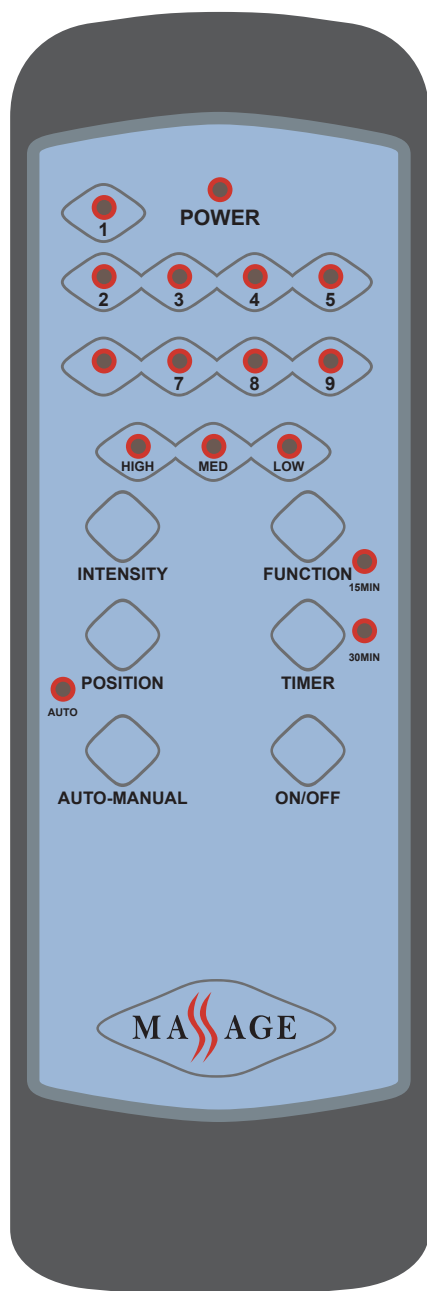 POWER
1
2 3 4 5
7 8 9
HIGH MED LOW
INTENSITY FUNCTION
15MIN
30MIN
POSITION TIMER
AUTO
AUTO-MANUAL ON/OFF
MASSAGE